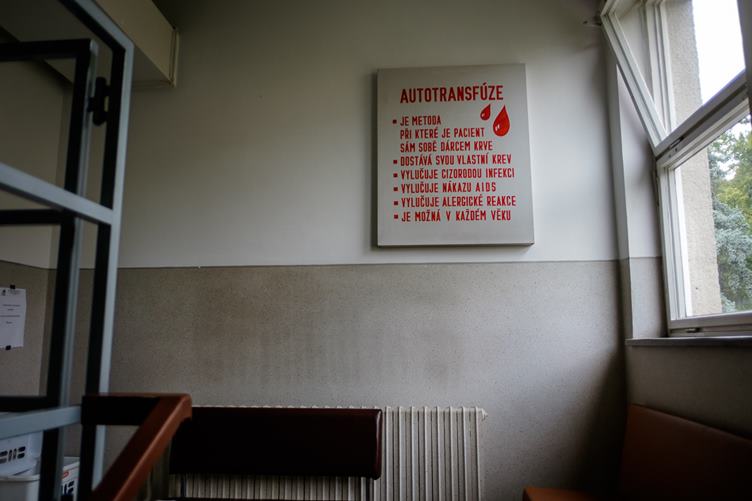 AUTOTRANSFÚZE
▪ JE METODA
PŘI KTERÉ JE PACIENT
SÁM SOBĚ DÁRCEM KRVE
▪ DOSTÁVÁ SVOU VLASTNÍ KREV
▪ VYLUČUJE CIZORODOU INFEKCI
▪ VYLUČUJE NÁKAZU AIDS
▪ VYLUČUJE ALERGICKÉ REAKCE
▪ JE MOŽNÁ V KAŽDÉM VĚKU